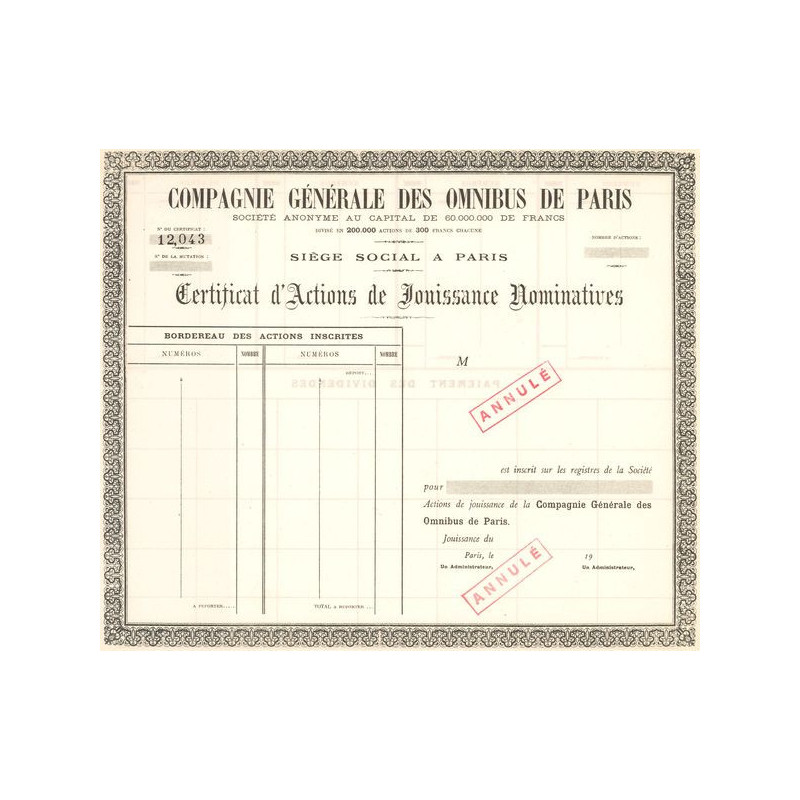 COMPAGNIE GÉNÉRALE DES OMNIBUS DE PARIS
SOCIÉTÉ ANONYME AU CAPITAL DE 60.000.000 DE FRANCS
DIVISÉ EN 200.000 ACTIONS DE 300 FRANCS CHACUNE
N° DU CERTIFICAT :
12,043
N° DE LA MUTATION :
NOMBRE D'ACTIONS :
SIÈGE SOCIAL A PARIS
Certificat d'Actions de Jouissance Nominatives
BORDEREAU DES ACTIONS INSCRITES
NUMÉROS NOMBRE NUMÉROS NOMBRE
REPORT...
M
PAIEMENT DES DIVIDENDES
ANNULÉ
est inscrit sur les registres de la Société
pour
Actions de jouissance de la Compagnie Générale des
Omnibus de Paris.
Jouissance du
Paris, le 19
Un Administrateur, Un Administrateur,
ANNULÉ
A REPORTER..... TOTAL A REPORTER...